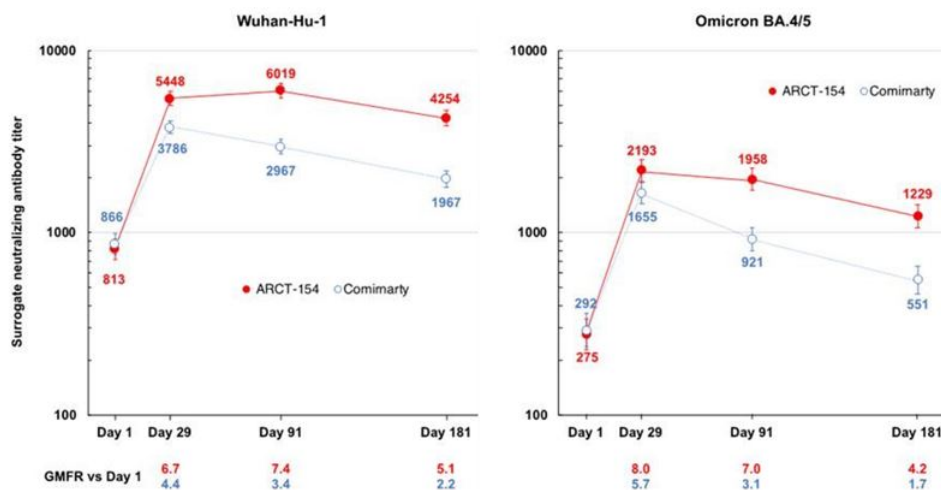 Wuhan-Hu-1
Surrogate neutralizing antibody titer
10000
1000
100
5448
6019
4254
3786
2967
1967
866
813
ARCT-154
Comimarty
Day 1
Day 29
Day 91
Day 181
Omicron BA.4/5
10000
1000
100
ARCT-154
Comimarty
2193
1958
1229
1655
921
551
292
275
Day 1
Day 29
Day 91
Day 181
GMFR vs Day 1
6.7 7.4 5.1
4.4 3.4 2.2
8.0 7.0 4.2
5.7 3.1 1.7